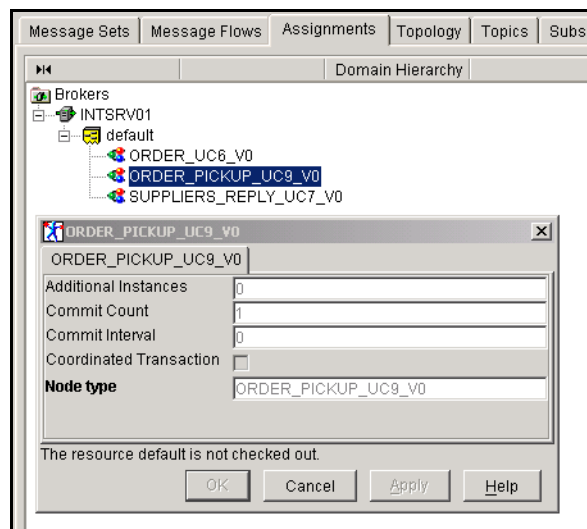 Message Sets Message Flows Assignments Topology Topics Subs
Domain Hierarchy
Brokers
INTSRV01
default
ORDER_UC6_V0
ORDER_PICKUP_UC9_V0
SUPPLIERS_REPLY_UC7_V0
ORDER_PICKUP_UC9_V0
ORDER_PICKUP_UC9_V0
Additional Instances 0
Commit Count 1
Commit Interval 0
Coordinated Transaction
Node type ORDER_PICKUP_UC9_V0
The resource default is not checked out.
OK Cancel Apply Help